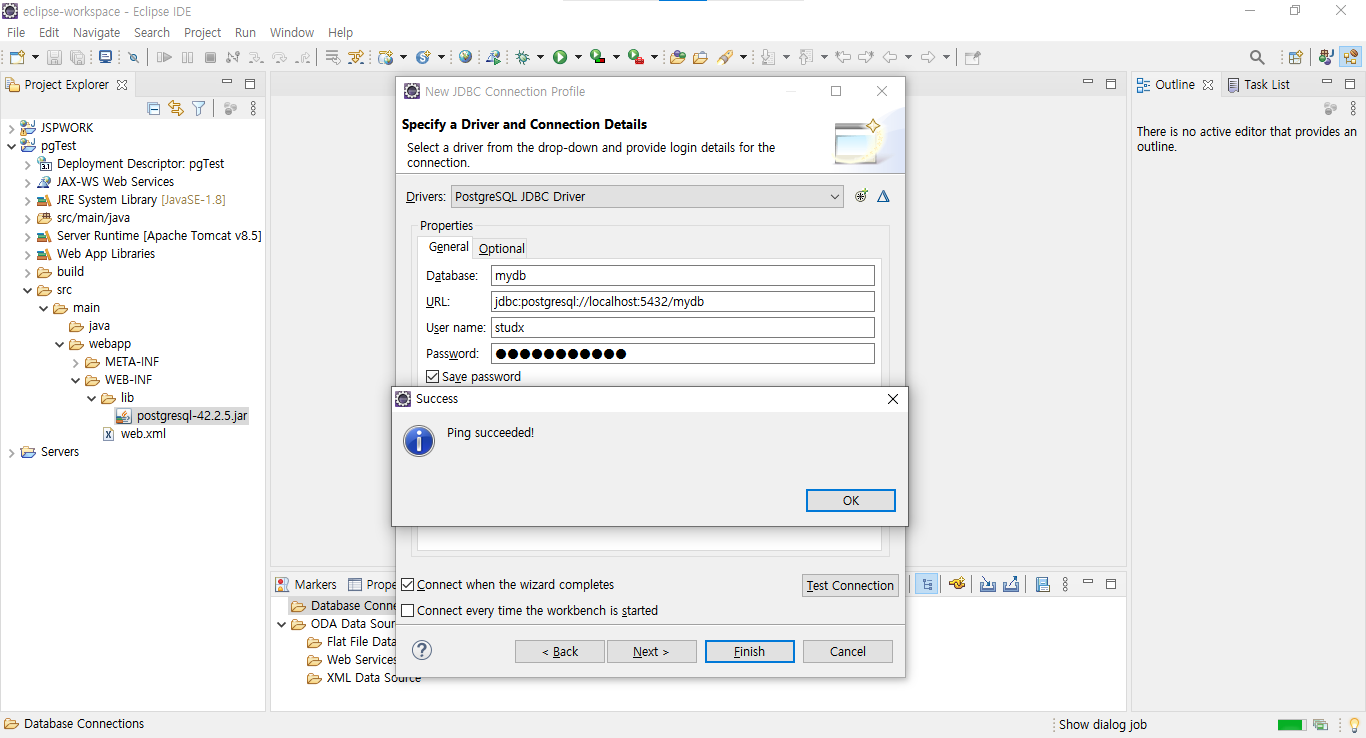 eclipse-workspace - Eclipse IDE
File Edit Navigate Search Project Run Window Help
Project Explorer
JSPWORK
pgTest
3.1
Deployment Descriptor: pgTest
JAX-WS Web Services
JRE System Library [JavaSE-1.8]
src/main/java
Server Runtime [Apache Tomcat v8.5]
Web App Libraries
build
src
main
java
webapp
META-INF
WEB-INF
lib
postgresql-42.2.5.jar
web.xml
Servers
New JDBC Connection Profile
Specify a Driver and Connection Details
Select a driver from the drop-down and provide login details for the
connection.
Drivers: PostgreSQL JDBC Driver
Properties
General Optional
Database: mydb
URL: jdbc:postgresql://localhost:5432/mydb
User name: studx
Password: ●●●●●●●●●●●
Save password
Success
Ping succeeded!
OK
Connect when the wizard completes
Test Connection
Connect every time the workbench is started
< Back Next > Finish Cancel
Outline Task List
There is no active editor that provides an
outline.
Markers Prope
Database Conne
ODA Data Sour
Flat File Data
Web Services
XML Data Source
Database Connections
Show dialog job